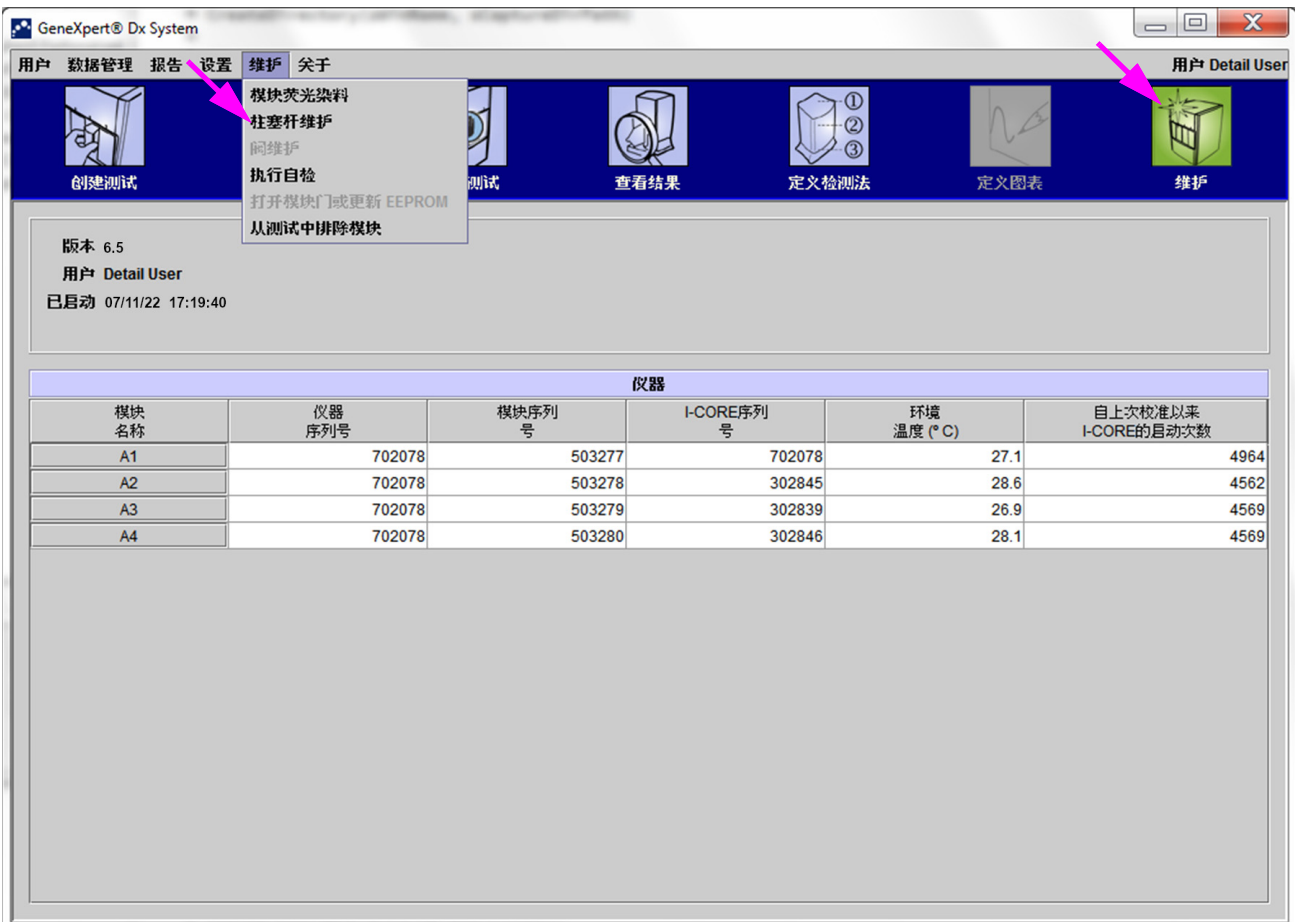 GeneXpert® Dx System
用户 数据管理 报告 设置 维护 关于
用户 Detail User
模块荧光染料
柱塞杆维护
阀维护
执行自检
打开模块门或更新 EEPROM
从测试中排除模块
创建测试 测试 查看结果 定义检测法 ① ② ③ 定义图表 维护
版本 6.5
用户 Detail User
已启动 07/11/22 17:19:40
仪器
模块 仪器 模块序列 I-CORE序列 环境 自上次校准以来
名称 序列号 号 号 温度 (° C) I-CORE的启动次数
A1 702078 503277 702078 27.1 4964
A2 702078 503278 302845 28.6 4562
A3 702078 503279 302839 26.9 4569
A4 702078 503280 302846 28.1 4569